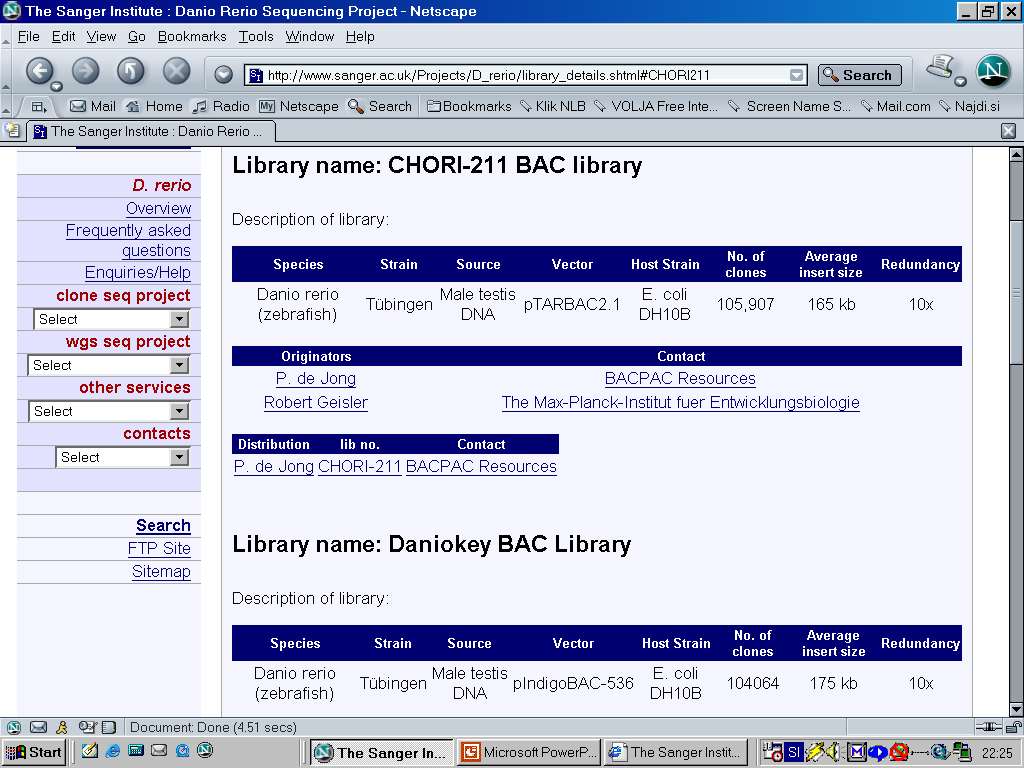 The Sanger Institute : Danio Rerio Sequencing Project - Netscape
File Edit View Go Bookmarks Tools Window Help
http://www.sanger.ac.uk/Projects/D_rerio/library_details.shtml#CHORI211 Search
Mail Home Radio My Netscape Search Bookmarks Klik NLB VOLJA Free Inte... Screen Name S... Mail.com Najdi.si
The Sanger Institute : Danio Rerio ...
D. rerio
Overview
Frequently asked
questions
Enquiries/Help
clone seq project
Select
wgs seq project
Select
other services
Select
contacts
Select
Search
FTP Site
Sitemap
Library name: CHORI-211 BAC library
Description of library:
Species Strain Source Vector Host Strain No. of clones Average insert size Redundancy
Danio rerio (zebrafish) Tübingen Male testis DNA pTARBAC2.1 E. coli DH10B 105,907 165 kb 10x
Originators Contact
P. de Jong BACPAC Resources
Robert Geisler The Max-Planck-Institut fuer Entwicklungsbiologie
Distribution lib no. Contact
P. de Jong CHORI-211 BACPAC Resources
Library name: Daniokey BAC Library
Description of library:
Species Strain Source Vector Host Strain No. of clones Average insert size Redundancy
Danio rerio (zebrafish) Tübingen Male testis DNA pIndigoBAC-536 E. coli DH10B 104064 175 kb 10x
Document: Done (4.51 secs)
Start The Sanger In... Microsoft PowerP... The Sanger Instit... SI 22:25